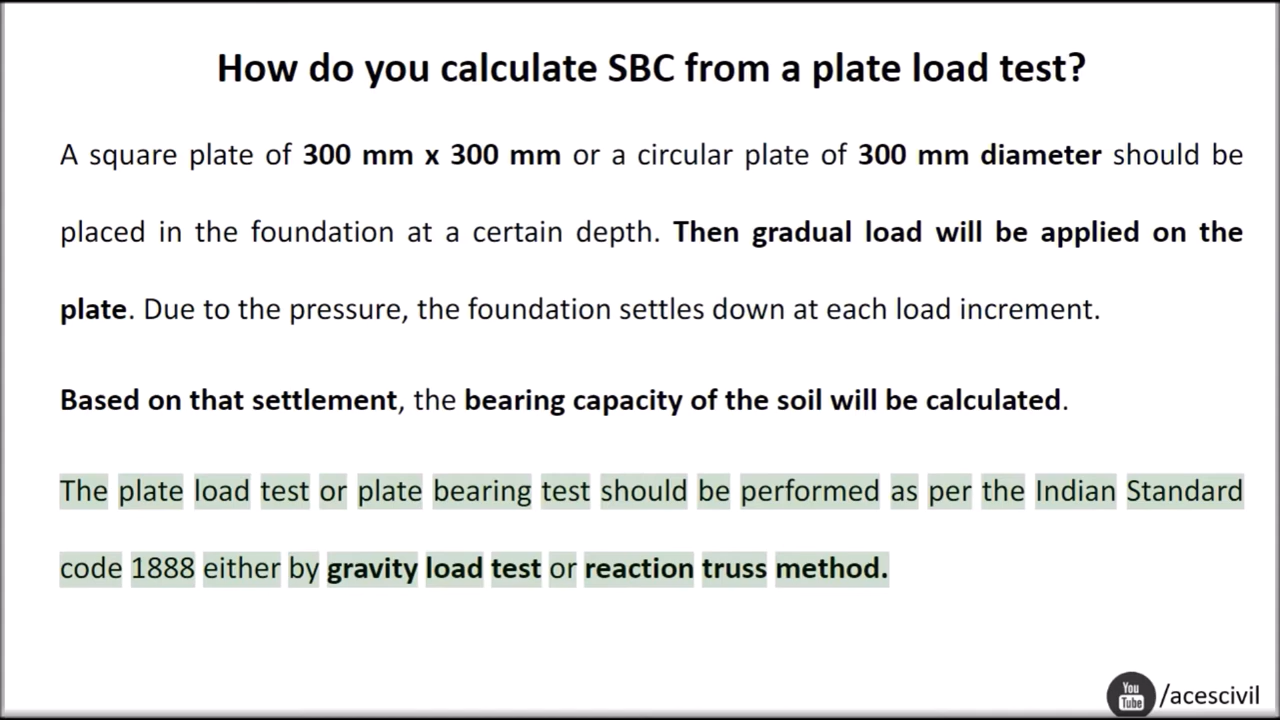 How do you calculate SBC from a plate load test?
A square plate of 300 mm x 300 mm or a circular plate of 300 mm diameter should be
placed in the foundation at a certain depth. Then gradual load will be applied on the
plate. Due to the pressure, the foundation settles down at each load increment.
Based on that settlement, the bearing capacity of the soil will be calculated.
The plate load test or plate bearing test should be performed as per the Indian Standard
code 1888 either by gravity load test or reaction truss method.
You
Tube
/acescivil